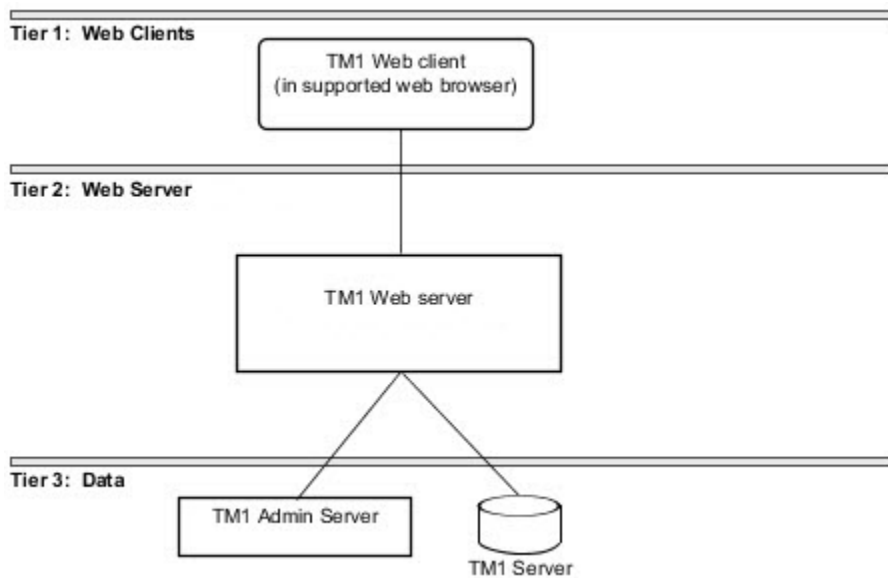 Tier 1: Web Clients
TM1 Web client
(in supported web browser)
Tier 2: Web Server
TM1 Web server
Tier 3: Data
TM1 Admin Server
TM1 Server